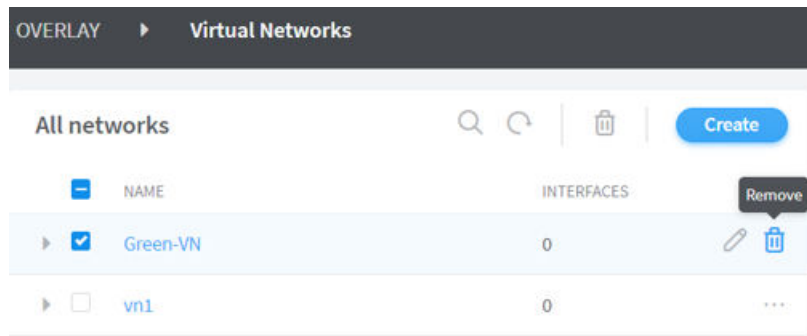 OVERLAY Virtual Networks
All networks Create
NAME INTERFACES Remove
Green-VN 0
vn1 0 ...